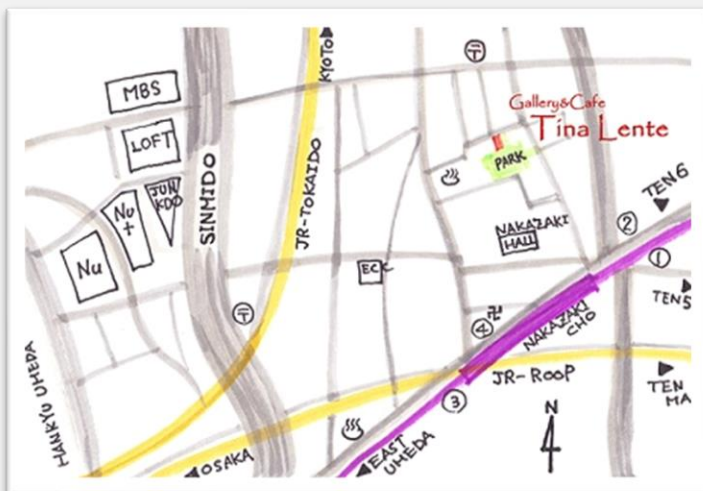 KYOTO
MBS
Gallery&Cafe
Tina Lente
LOFT
PARK
JR-TOKAIDO
SINMIDO
JUN
KDO
Nu
+
TEN6
②
NAKAZAKI
HALL
①
Nu
ECC
TEN5
卍
④
NAKAZAKI
CHO
HANKYU UMEDA
JR-ROOP
TEN
MA
③
N
EAST
UMEDA
OSAKA